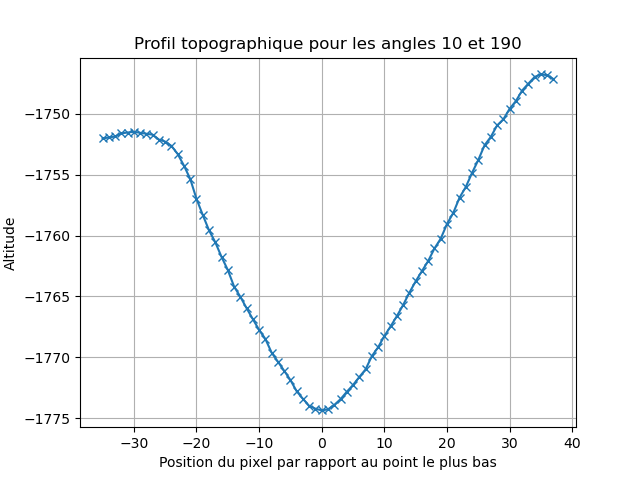 Profil topographique pour les angles 10 et 190
Altitude
−1750
−1755
−1760
−1765
−1770
−1775
−30 −20 −10 0 10 20 30 40
Position du pixel par rapport au point le plus bas